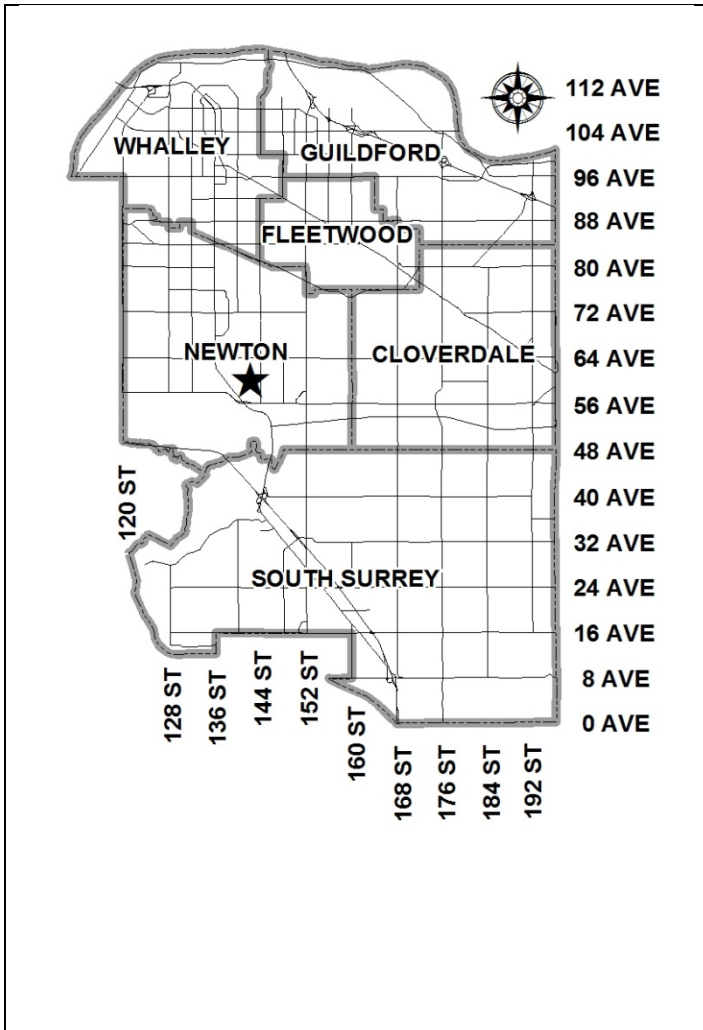 112 AVE
104 AVE
WHALLEY
GUILDFORD
96 AVE
88 AVE
FLEETWOOD
80 AVE
72 AVE
NEWTON
CLOVERDALE
64 AVE
56 AVE
48 AVE
120 ST
40 AVE
32 AVE
SOUTH SURREY
24 AVE
16 AVE
8 AVE
0 AVE
128 ST
136 ST
144 ST
152 ST
160 ST
168 ST
176 ST
184 ST
192 ST